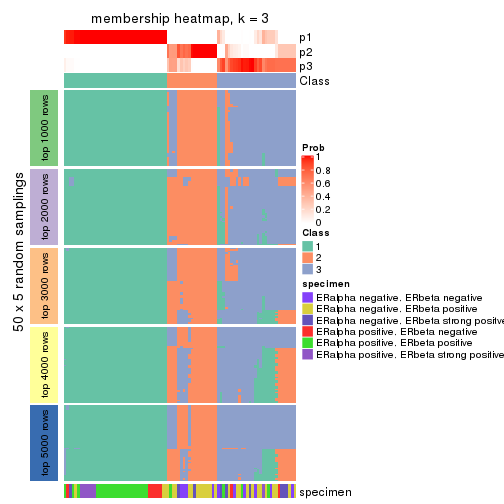 membership heatmap, k = 3
p1
p2
p3
Class
50 x 5 random samplings
top 1000 rows
top 2000 rows
top 3000 rows
top 4000 rows
top 5000 rows
Prob
1
0.8
0.6
0.4
0.2
0
Class
1
2
3
specimen
ERalpha negative. ERbeta negative
ERalpha negative. ERbeta positive
ERalpha negative. ERbeta strong positive
ERalpha positive. ERbeta negative
ERalpha positive. ERbeta positive
ERalpha positive. ERbeta strong positive
specimen